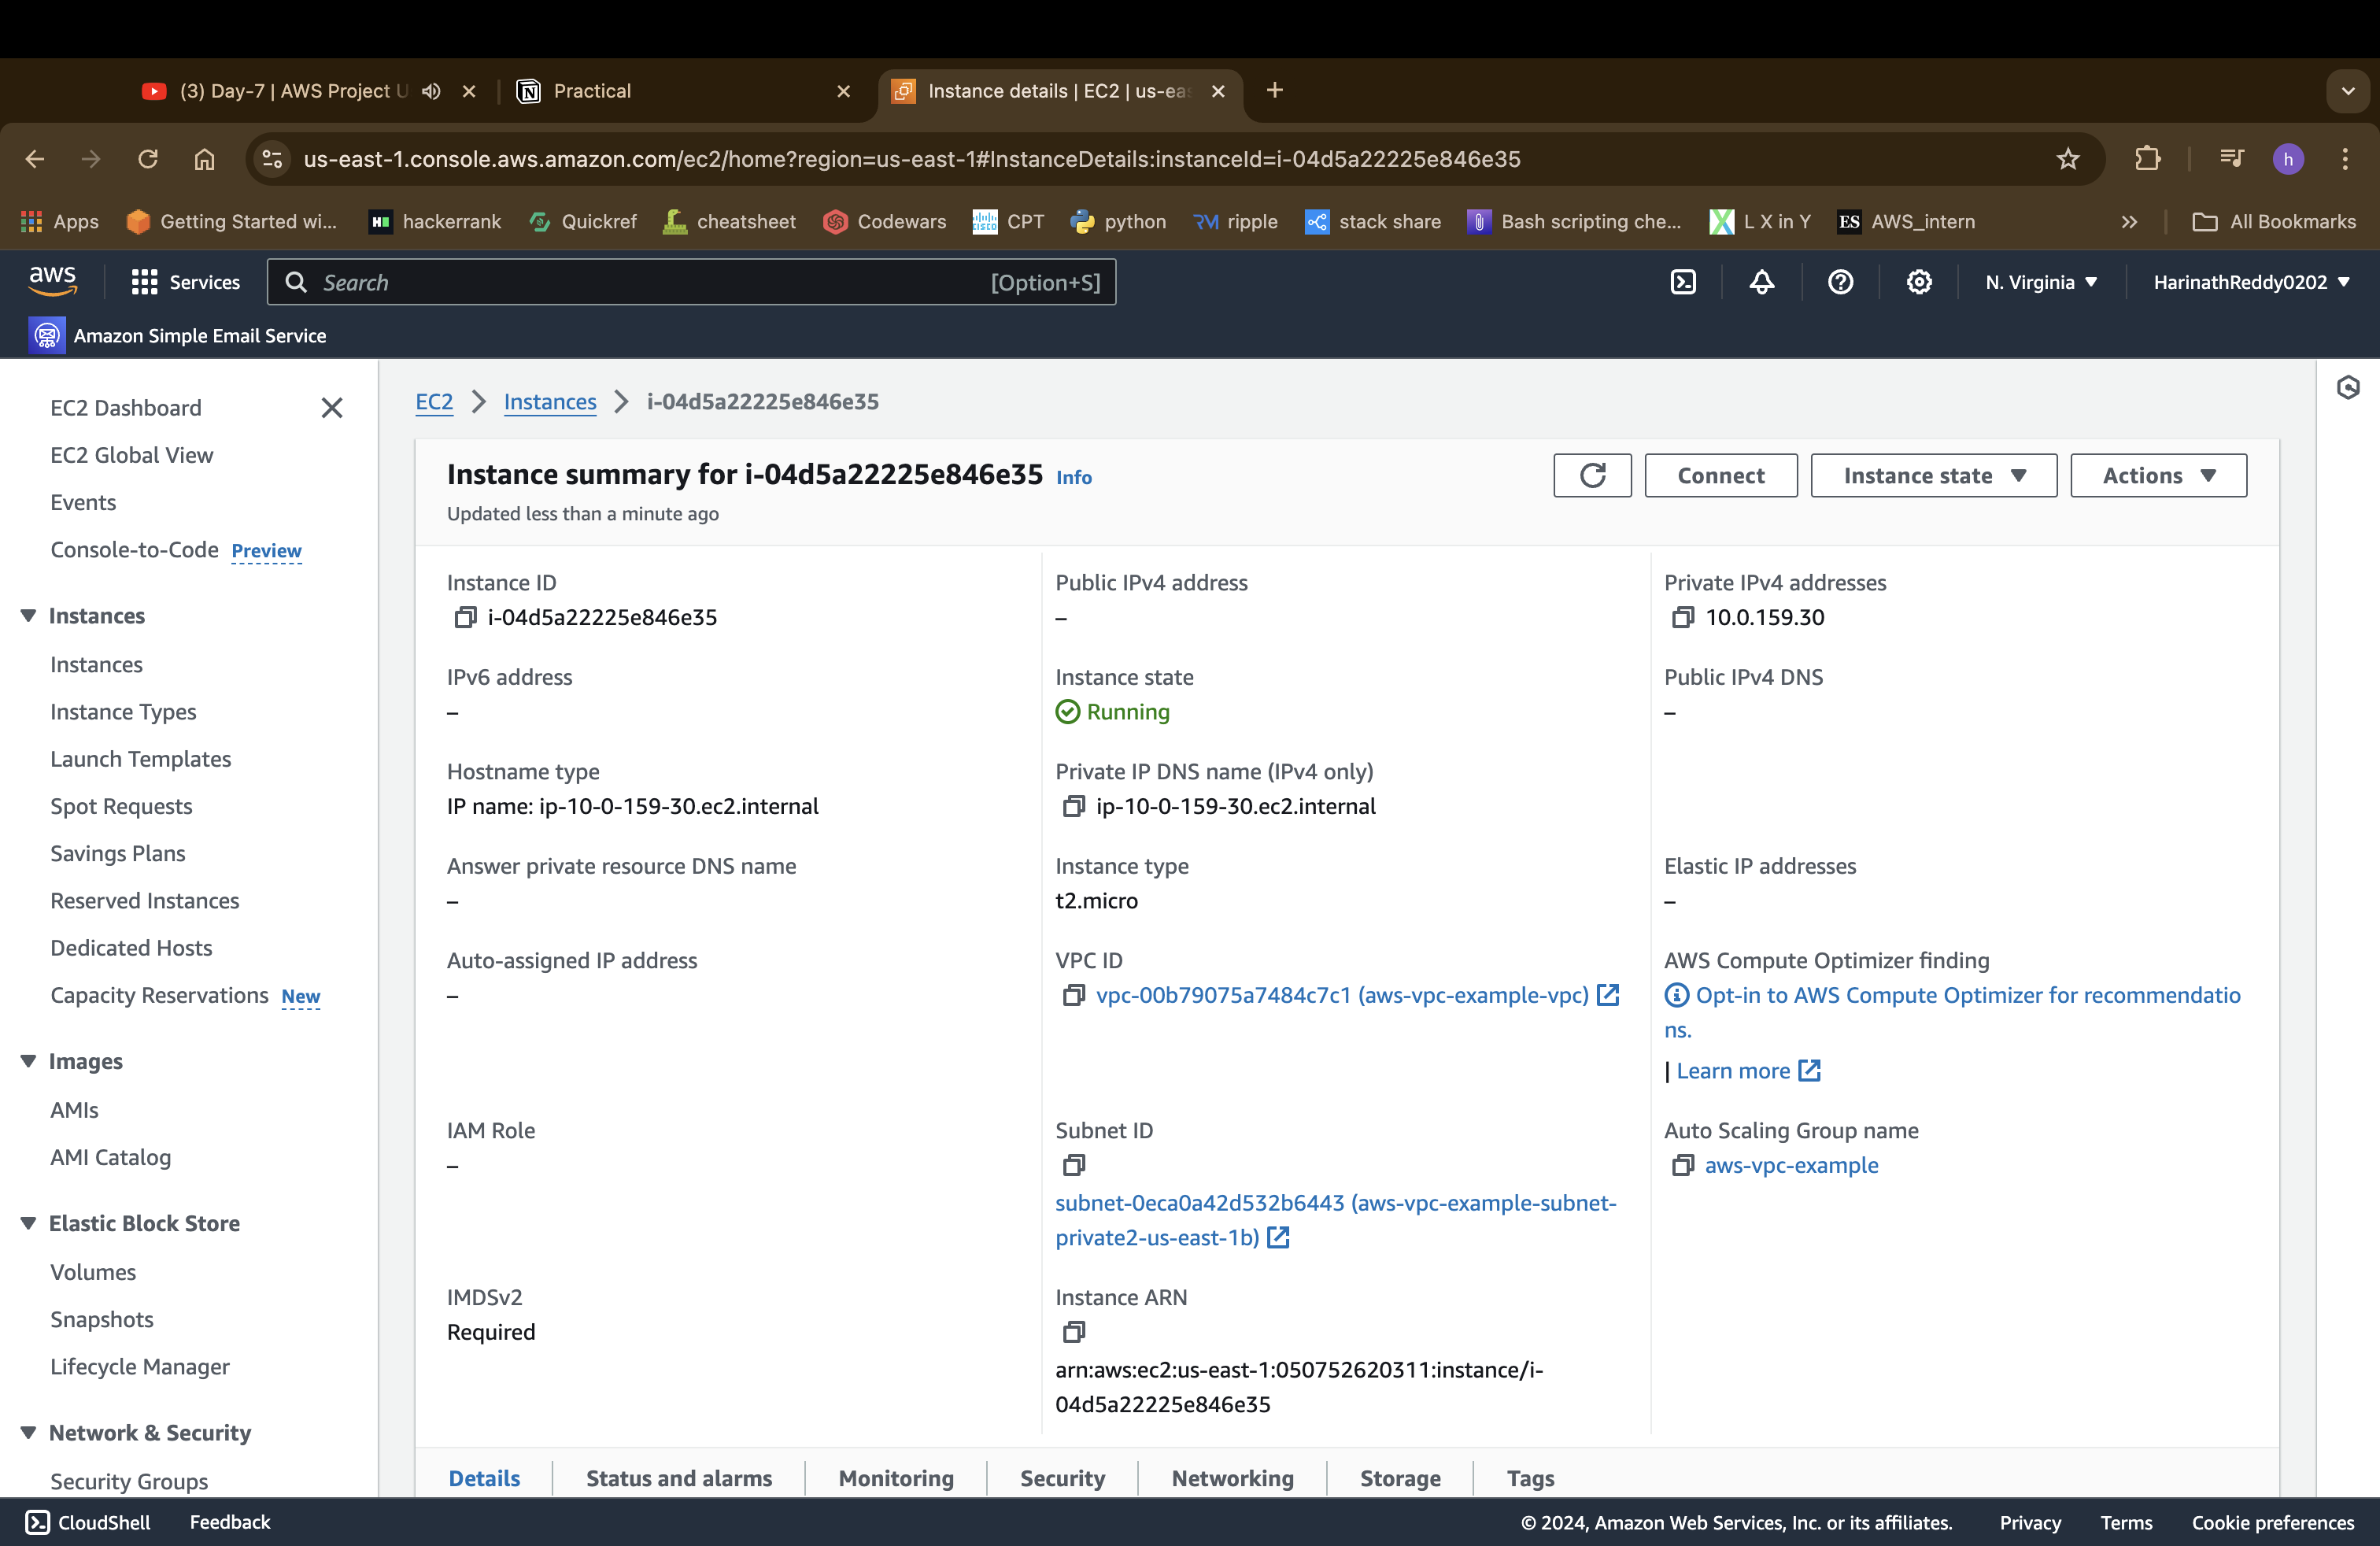 (3) Day-7 | AWS Project U
Practical
Instance details | EC2 | us-eas
us-east-1.console.aws.amazon.com/ec2/home?region=us-east-1#InstanceDetails:instanceId=i-04d5a22225e846e35
h
Apps
Getting Started wi...
hackerrank
Quickref
cheatsheet
Codewars
CPT
python
ripple
stack share
Bash scripting che...
L X in Y
ES AWS_intern
All Bookmarks
aws
Services
Search
[Option+S]
N. Virginia
HarinathReddy0202
Amazon Simple Email Service
EC2 Dashboard
EC2 Global View
Events
Console-to-Code Preview
Instances
Instances
Instance Types
Launch Templates
Spot Requests
Savings Plans
Reserved Instances
Dedicated Hosts
Capacity Reservations New
Images
AMIs
AMI Catalog
Elastic Block Store
Volumes
Snapshots
Lifecycle Manager
Network & Security
Security Groups
EC2 > Instances > i-04d5a22225e846e35
Instance summary for i-04d5a22225e846e35 Info
Updated less than a minute ago
Connect
Instance state
Actions
Instance ID
i-04d5a22225e846e35
Public IPv4 address
–
Private IPv4 addresses
10.0.159.30
IPv6 address
–
Instance state
Running
Public IPv4 DNS
–
Hostname type
IP name: ip-10-0-159-30.ec2.internal
Private IP DNS name (IPv4 only)
ip-10-0-159-30.ec2.internal
Answer private resource DNS name
–
Instance type
t2.micro
Elastic IP addresses
–
Auto-assigned IP address
–
VPC ID
vpc-00b79075a7484c7c1 (aws-vpc-example-vpc)
AWS Compute Optimizer finding
Opt-in to AWS Compute Optimizer for recommendatio
ns.
| Learn more
IAM Role
–
Subnet ID
subnet-0eca0a42d532b6443 (aws-vpc-example-subnet-
private2-us-east-1b)
Auto Scaling Group name
aws-vpc-example
IMDSv2
Required
Instance ARN
arn:aws:ec2:us-east-1:050752620311:instance/i-
04d5a22225e846e35
Details
Status and alarms
Monitoring
Security
Networking
Storage
Tags
CloudShell
Feedback
© 2024, Amazon Web Services, Inc. or its affiliates.
Privacy
Terms
Cookie preferences